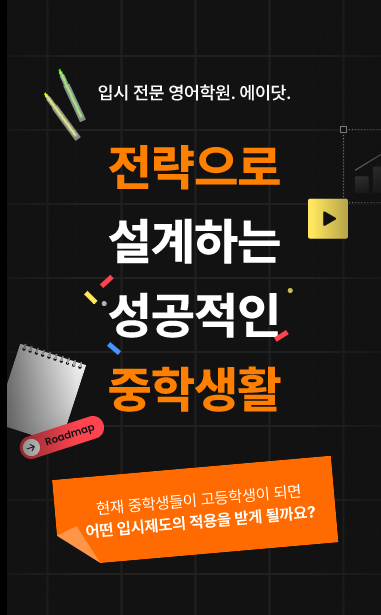 입시 전문 영어학원. 에이닷.
전략으로
설계하는
성공적인
중학생활
Roadmap
현재 중학생들이 고등학생이 되면
어떤 입시제도의 적용을 받게 될까요?